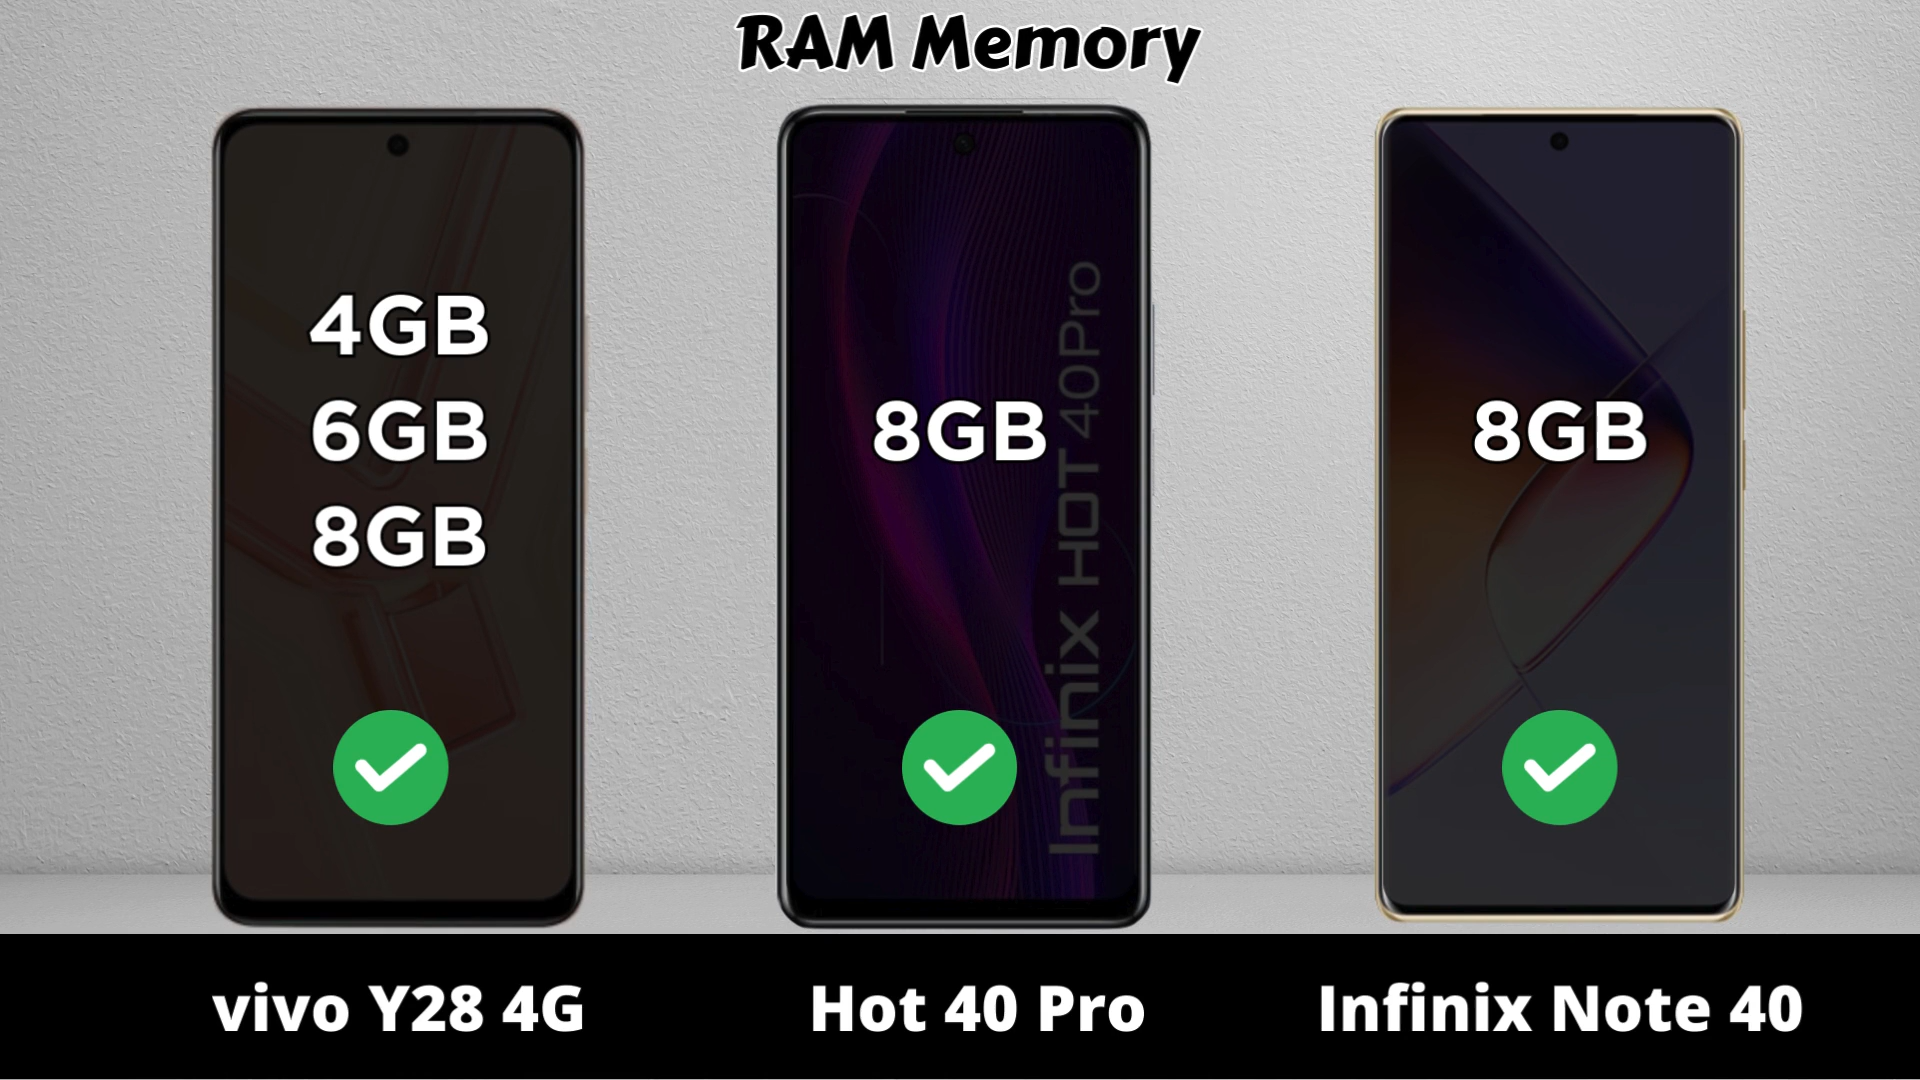 RAM Memory
4GB
6GB
8GB
8GB
Infinix HOT 40Pro
8GB
vivo Y28 4G
Hot 40 Pro
Infinix Note 40